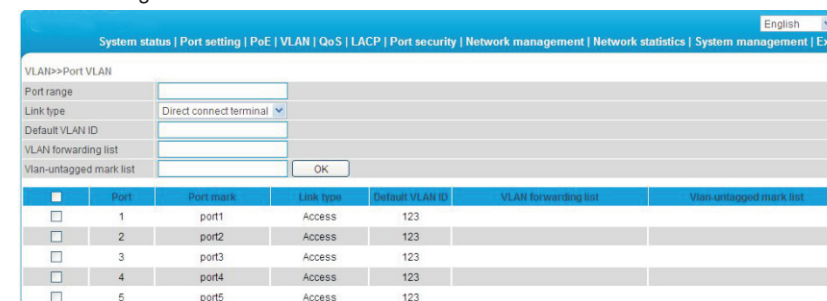 English
System status | Port setting | PoE | VLAN | QoS | LACP | Port security | Network management | Network statistics | System management | Ex
VLAN>>Port VLAN
Port range
Link type Direct connect terminal
Default VLAN ID
VLAN forwarding list
Vlan-untagged mark list OK
Port Port mark Link type Default VLAN ID VLAN forwarding list Vlan-untagged mark list
1 port1 Access 123
2 port2 Access 123
3 port3 Access 123
4 port4 Access 123
5 port5 Access 123